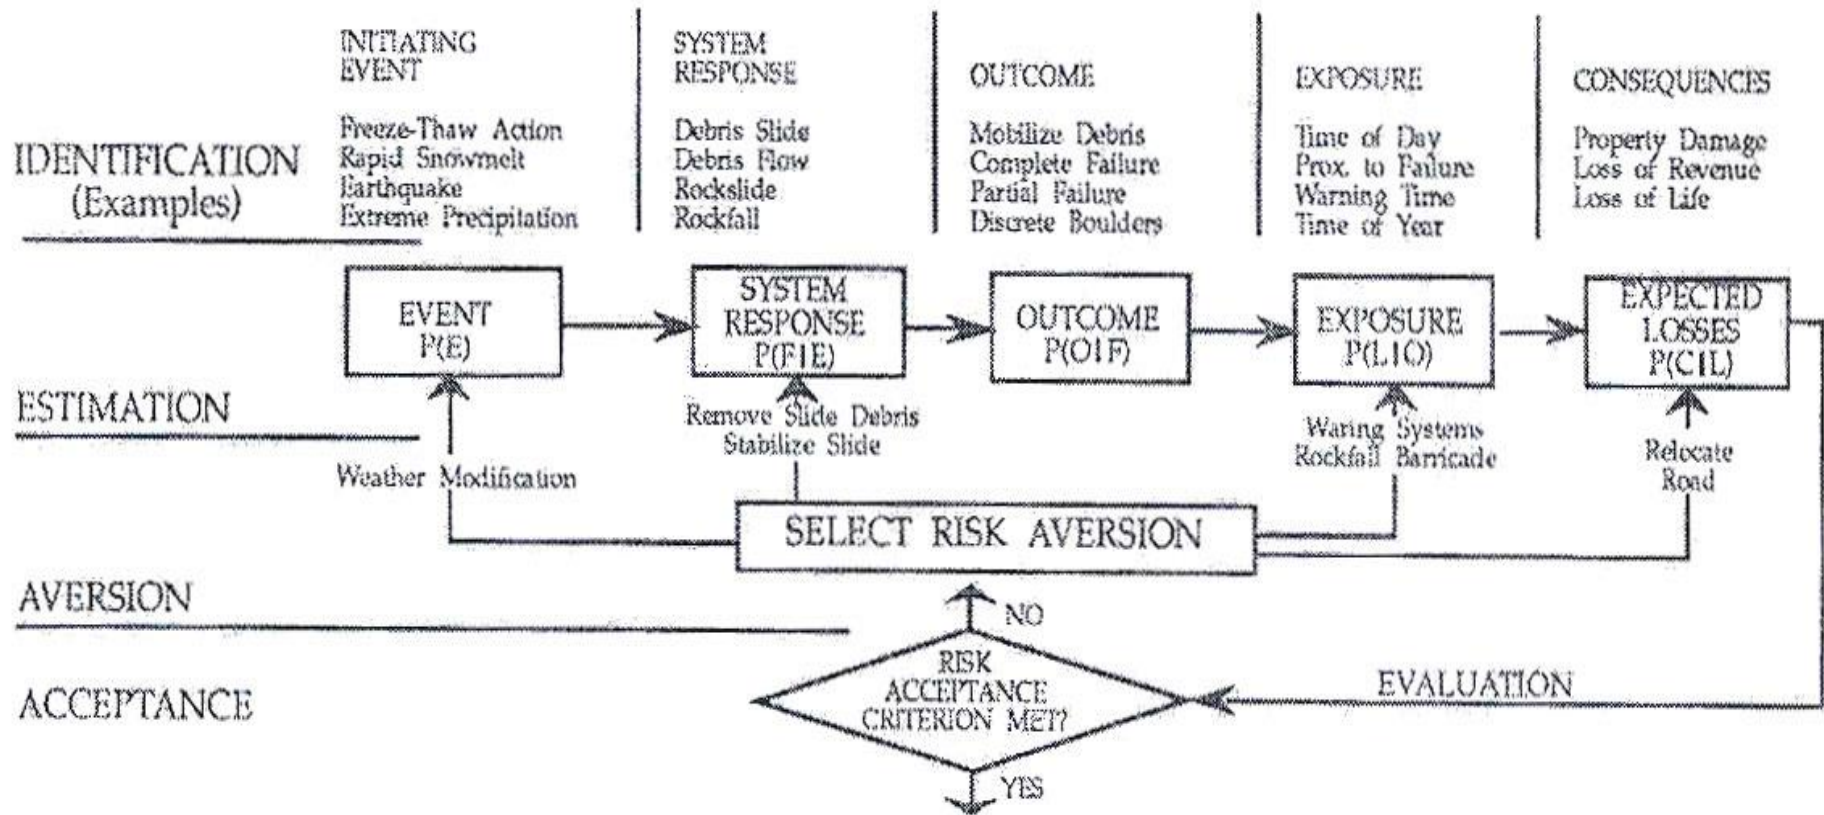 INITIATING
EVENT
Freeze-Thaw Action
Rapid Snowmelt
Earthquake
Extreme Precipitation
SYSTEM
RESPONSE
Debris Slide
Debris Flow
Rockslide
Rockfall
OUTCOME
Mobilize Debris
Complete Failure
Partial Failure
Discrete Boulders
EXPOSURE
Time of Day
Prox. to Failure
Warning Time
Time of Year
CONSEQUENCES
Property Damage
Loss of Revenue
Loss of Life
IDENTIFICATION
(Examples)
EVENT
P(E)
SYSTEM
RESPONSE
P(F|E)
OUTCOME
P(O|F)
EXPOSURE
P(L|O)
EXPECTED
LOSSES
P(C|L)
ESTIMATION
Weather Modification
Remove Slide Debris
Stabilize Slide
Waring Systems
Rockfall Barricade
Relocate
Road
SELECT RISK AVERSION
AVERSION
NO
RISK
ACCEPTANCE
CRITERION MET?
EVALUATION
ACCEPTANCE
YES